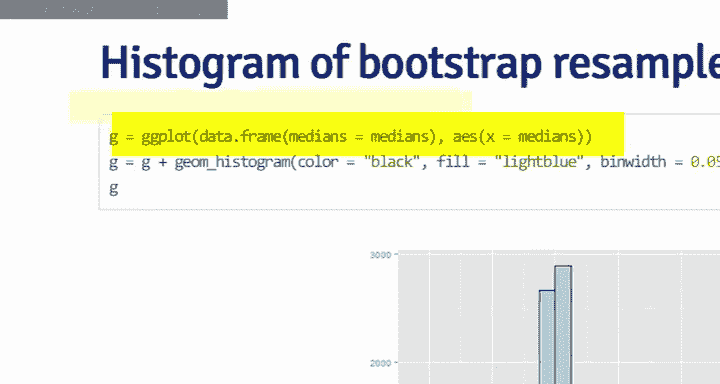 Histogram of bootstrap resample
g = ggplot(data.frame(medians = medians), aes(x = medians))
g = g + geom_histogram(color = "black", fill = "lightblue", binwidth = 0.05
g
3000
2000